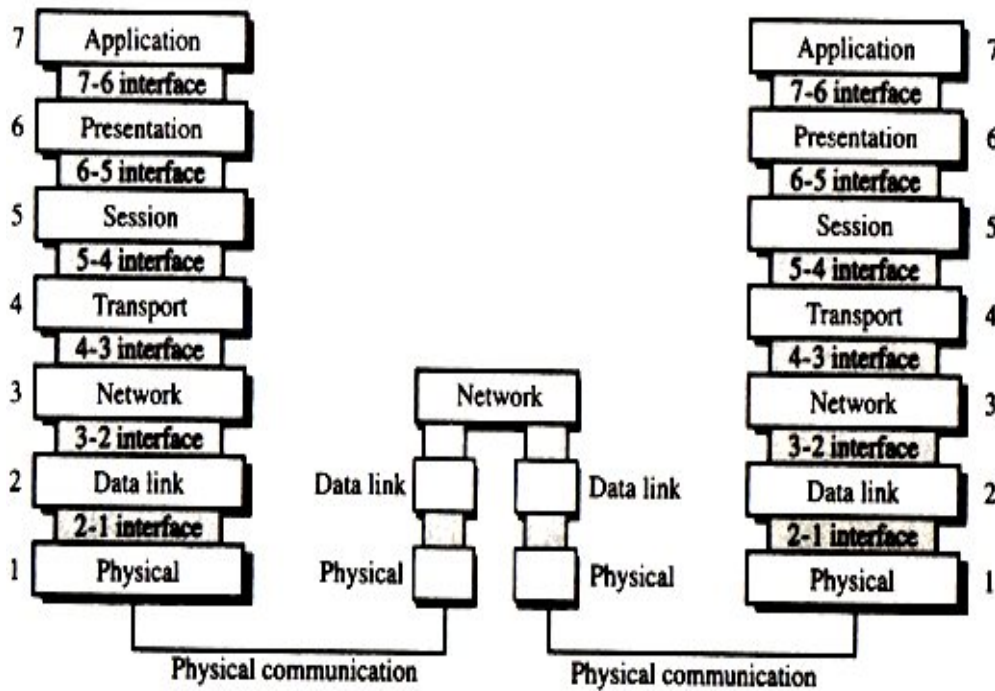 7 Application
7-6 interface
6 Presentation
6-5 interface
5 Session
5-4 interface
4 Transport
4-3 interface
3 Network
3-2 interface
2 Data link
2-1 interface
1 Physical
Network
Data link Data link
Physical Physical
Application 7
7-6 interface
Presentation 6
6-5 interface
Session 5
5-4 interface
Transport 4
4-3 interface
Network 3
3-2 interface
Data link 2
2-1 interface
Physical 1
Physical communication
Physical communication